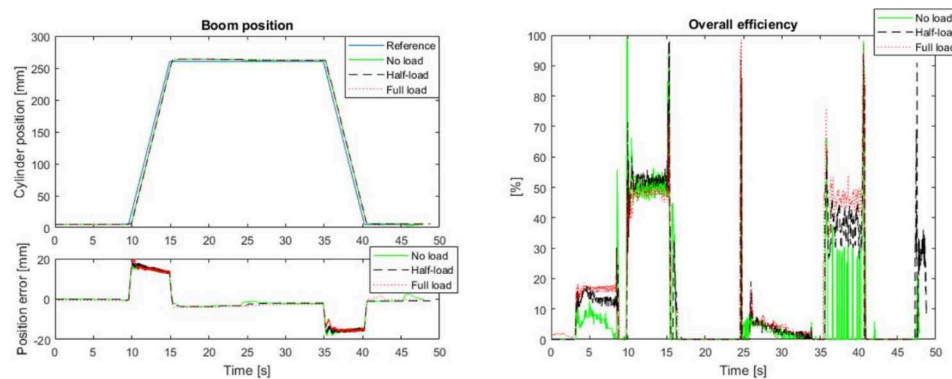 Boom position
Cylinder position [mm]
300
250
200
150
100
50
0
Reference
No load
Half-load
Full load
0 5 10 15 20 25 30 35 40 45 50
Position error [mm]
20
0
-20
No load
Half-load
Full load
0 5 10 15 20 25 30 35 40 45 50
Time [s]
Overall efficiency
[%]
100
90
80
70
60
50
40
30
20
10
0
No load
Half-load
Full load
0 5 10 15 20 25 30 35 40 45 50
Time [s]